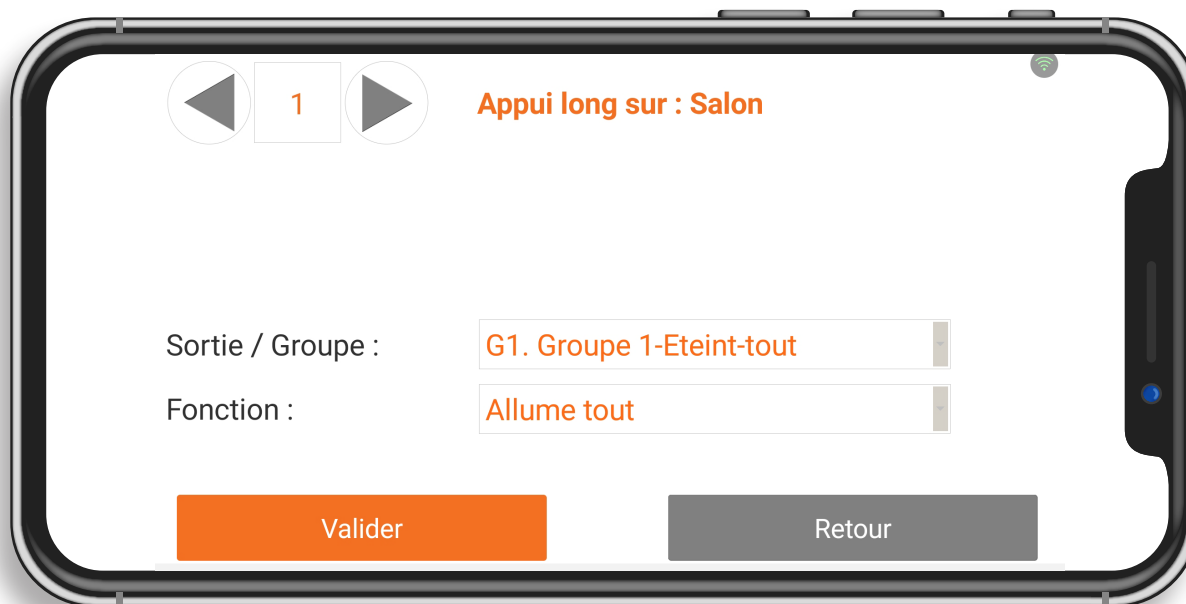 1
Appui long sur : Salon
Sortie / Groupe :
G1. Groupe 1-Eteint-tout
Fonction :
Allume tout
Valider
Retour